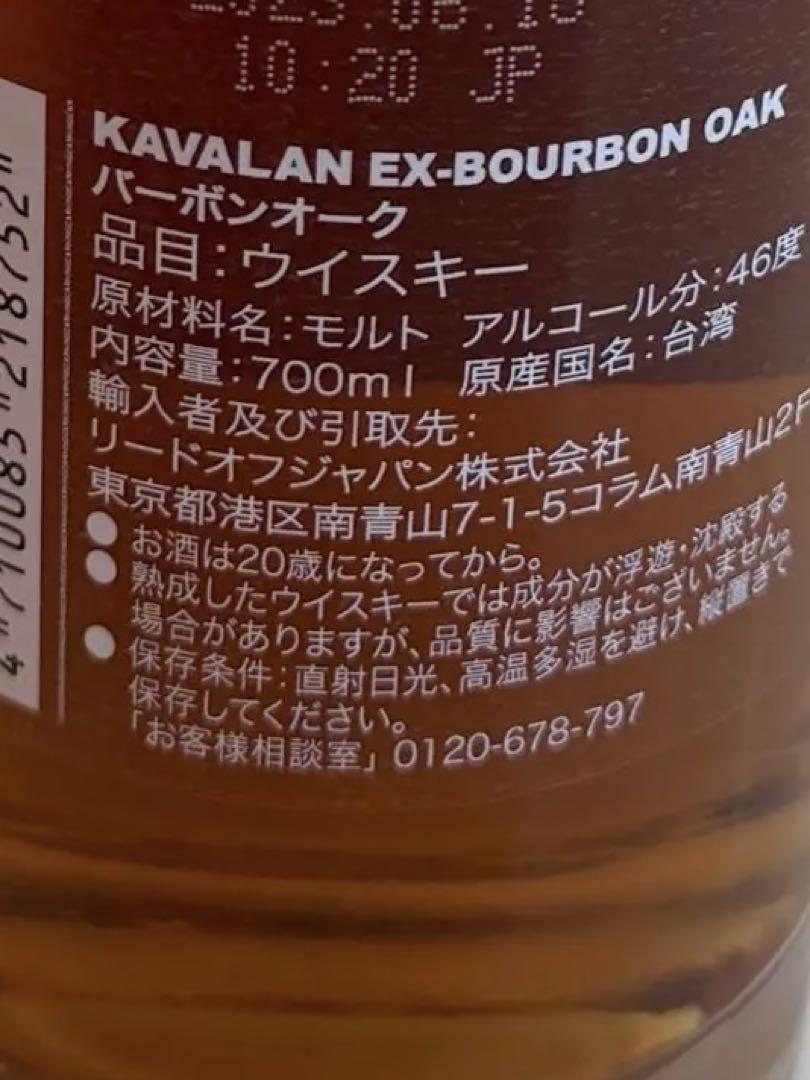 10:20 JP
KAVALAN EX-BOURBON OAK
バーボンオーク
品目:ウイスキー
原材料名:モルト アルコール分:46度
内容量:700ml 原産国名:台湾
輸入者及び引取先:
リードオフジャパン株式会社
東京都港区南青山7-1-5コラム南青山2F
●お酒は20歳になってから。
●熟成したウイスキーでは成分が浮遊・沈殿する
場合がありますが、品質に影響はございません。
●保存条件:直射日光、高温多湿を避け、縦置きで
保存してください。
「お客様相談室」0120-678-797
4"710085"218752"